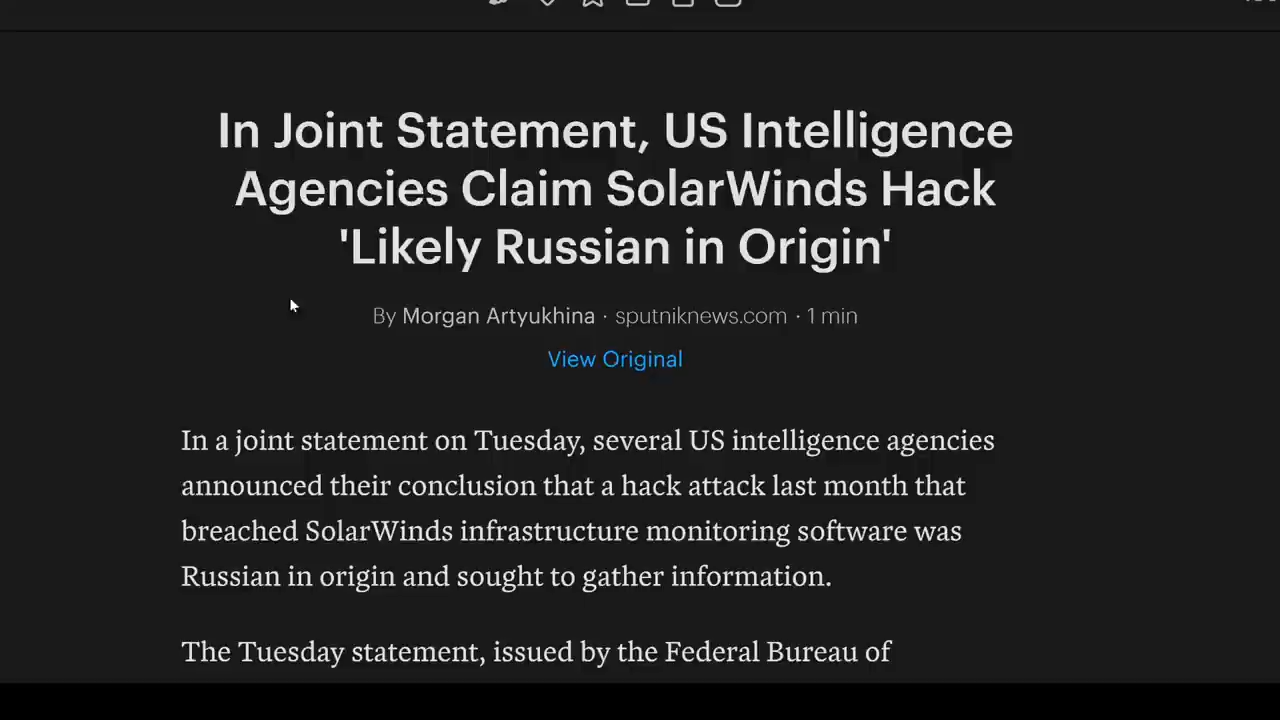 In Joint Statement, US Intelligence
Agencies Claim SolarWinds Hack
'Likely Russian in Origin'
By Morgan Artyukhina · sputniknews.com · 1 min
View Original
In a joint statement on Tuesday, several US intelligence agencies
announced their conclusion that a hack attack last month that
breached SolarWinds infrastructure monitoring software was
Russian in origin and sought to gather information.
The Tuesday statement, issued by the Federal Bureau of